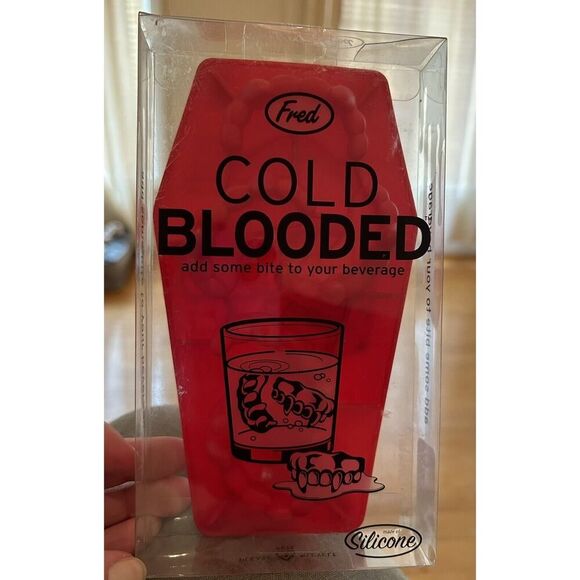 Fred
COLD
BLOODED
add some bite to your beverage
made of
Silicone